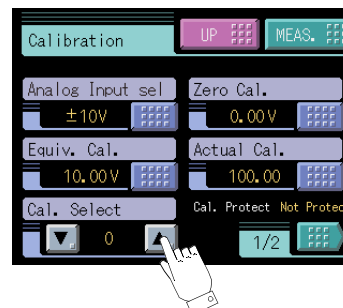 Calibration
UP
MEAS.
Analog Input sel
Zero Cal.
±10V
0.00V
Equiv. Cal.
Actual Cal.
10.00V
100.00
Cal. Select
Cal. Protect Not Protec
0
1/2